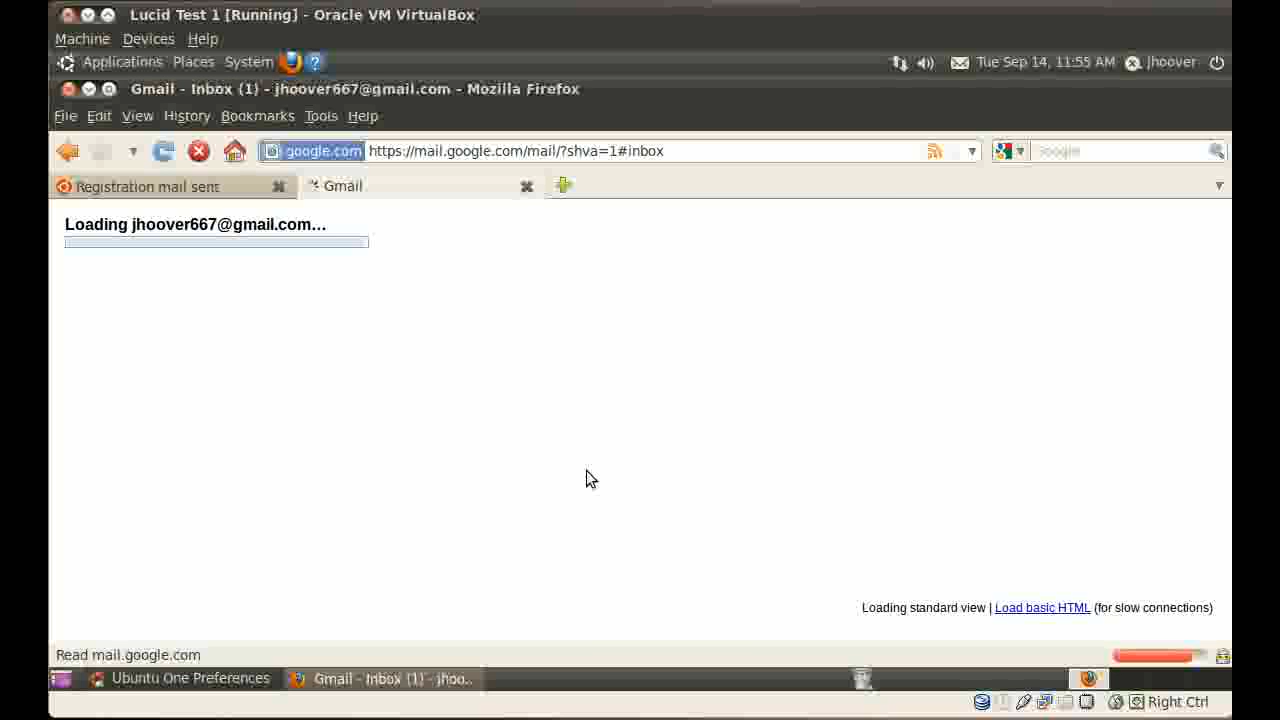 Lucid Test 1 [Running] - Oracle VM VirtualBox
Machine Devices Help
Applications Places System Tue Sep 14, 11:55 AM Jhoover
Gmail - Inbox (1) - jhoover667@gmail.com - Mozilla Firefox
File Edit View History Bookmarks Tools Help
google.com https://mail.google.com/mail/?shva=1#inbox Google
Registration mail sent Gmail
Loading jhoover667@gmail.com…
Loading standard view | Load basic HTML (for slow connections)
Read mail.google.com
Ubuntu One Preferences Gmail - Inbox (1) - jhoo..
Right Ctrl